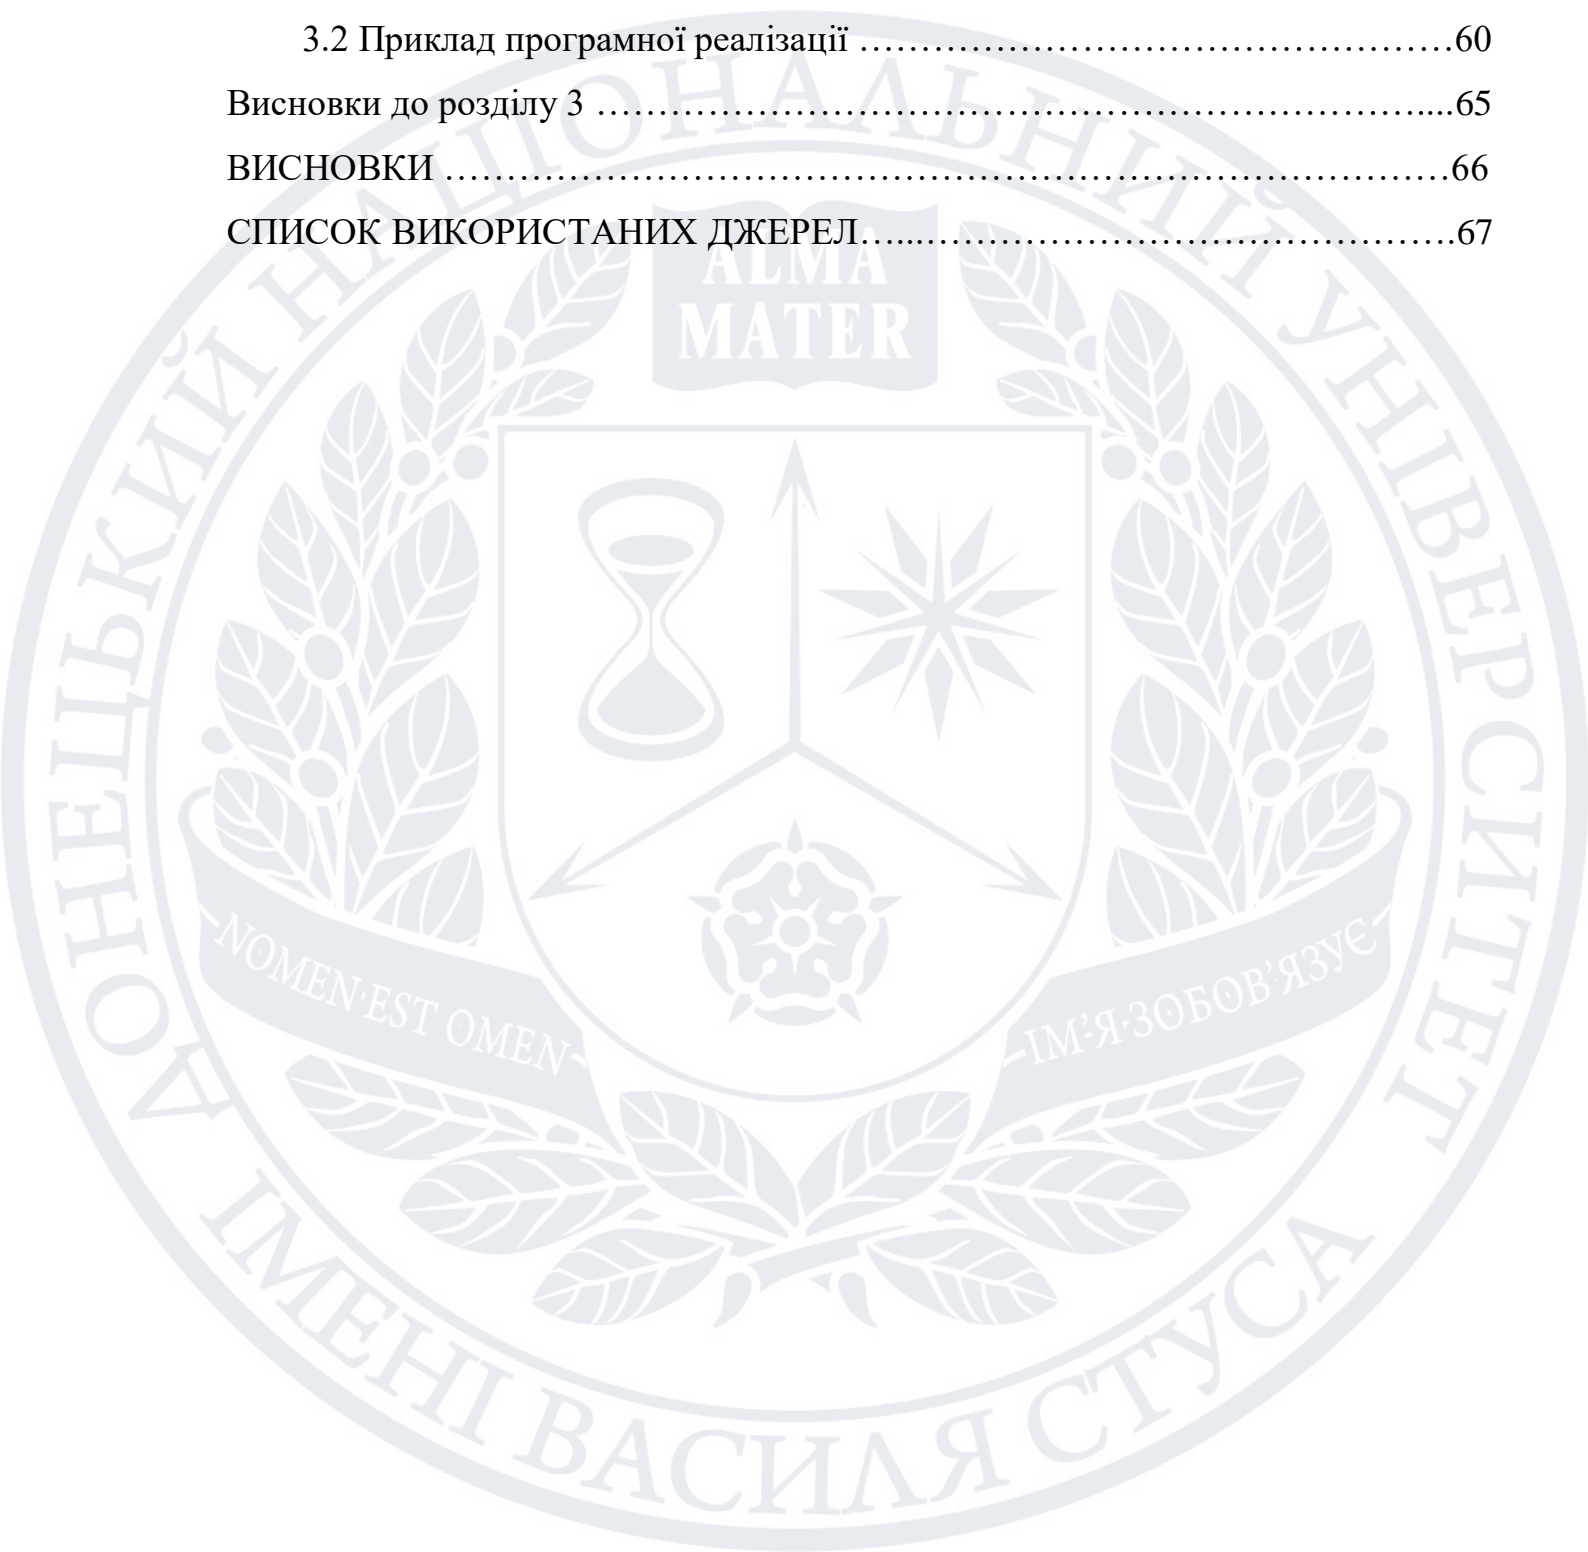 3.2 Приклад програмної реалізації ………………………………………….60
Висновки до розділу 3 …………………………………………………………....65
ВИСНОВКИ ……………………………………………………………………….66
СПИСОК ВИКОРИСТАНИХ ДЖЕРЕЛ…...…………………………………….67
ДОНЕЦЬКИЙ НАЦІОНАЛЬНИЙ УНІВЕРСИТЕТ
ІМЕНІ ВАСИЛЯ СТУСА
ALMA
MATER
NOMEN EST OMEN
ІМ'Я ЗОБОВ'ЯЗУЄ